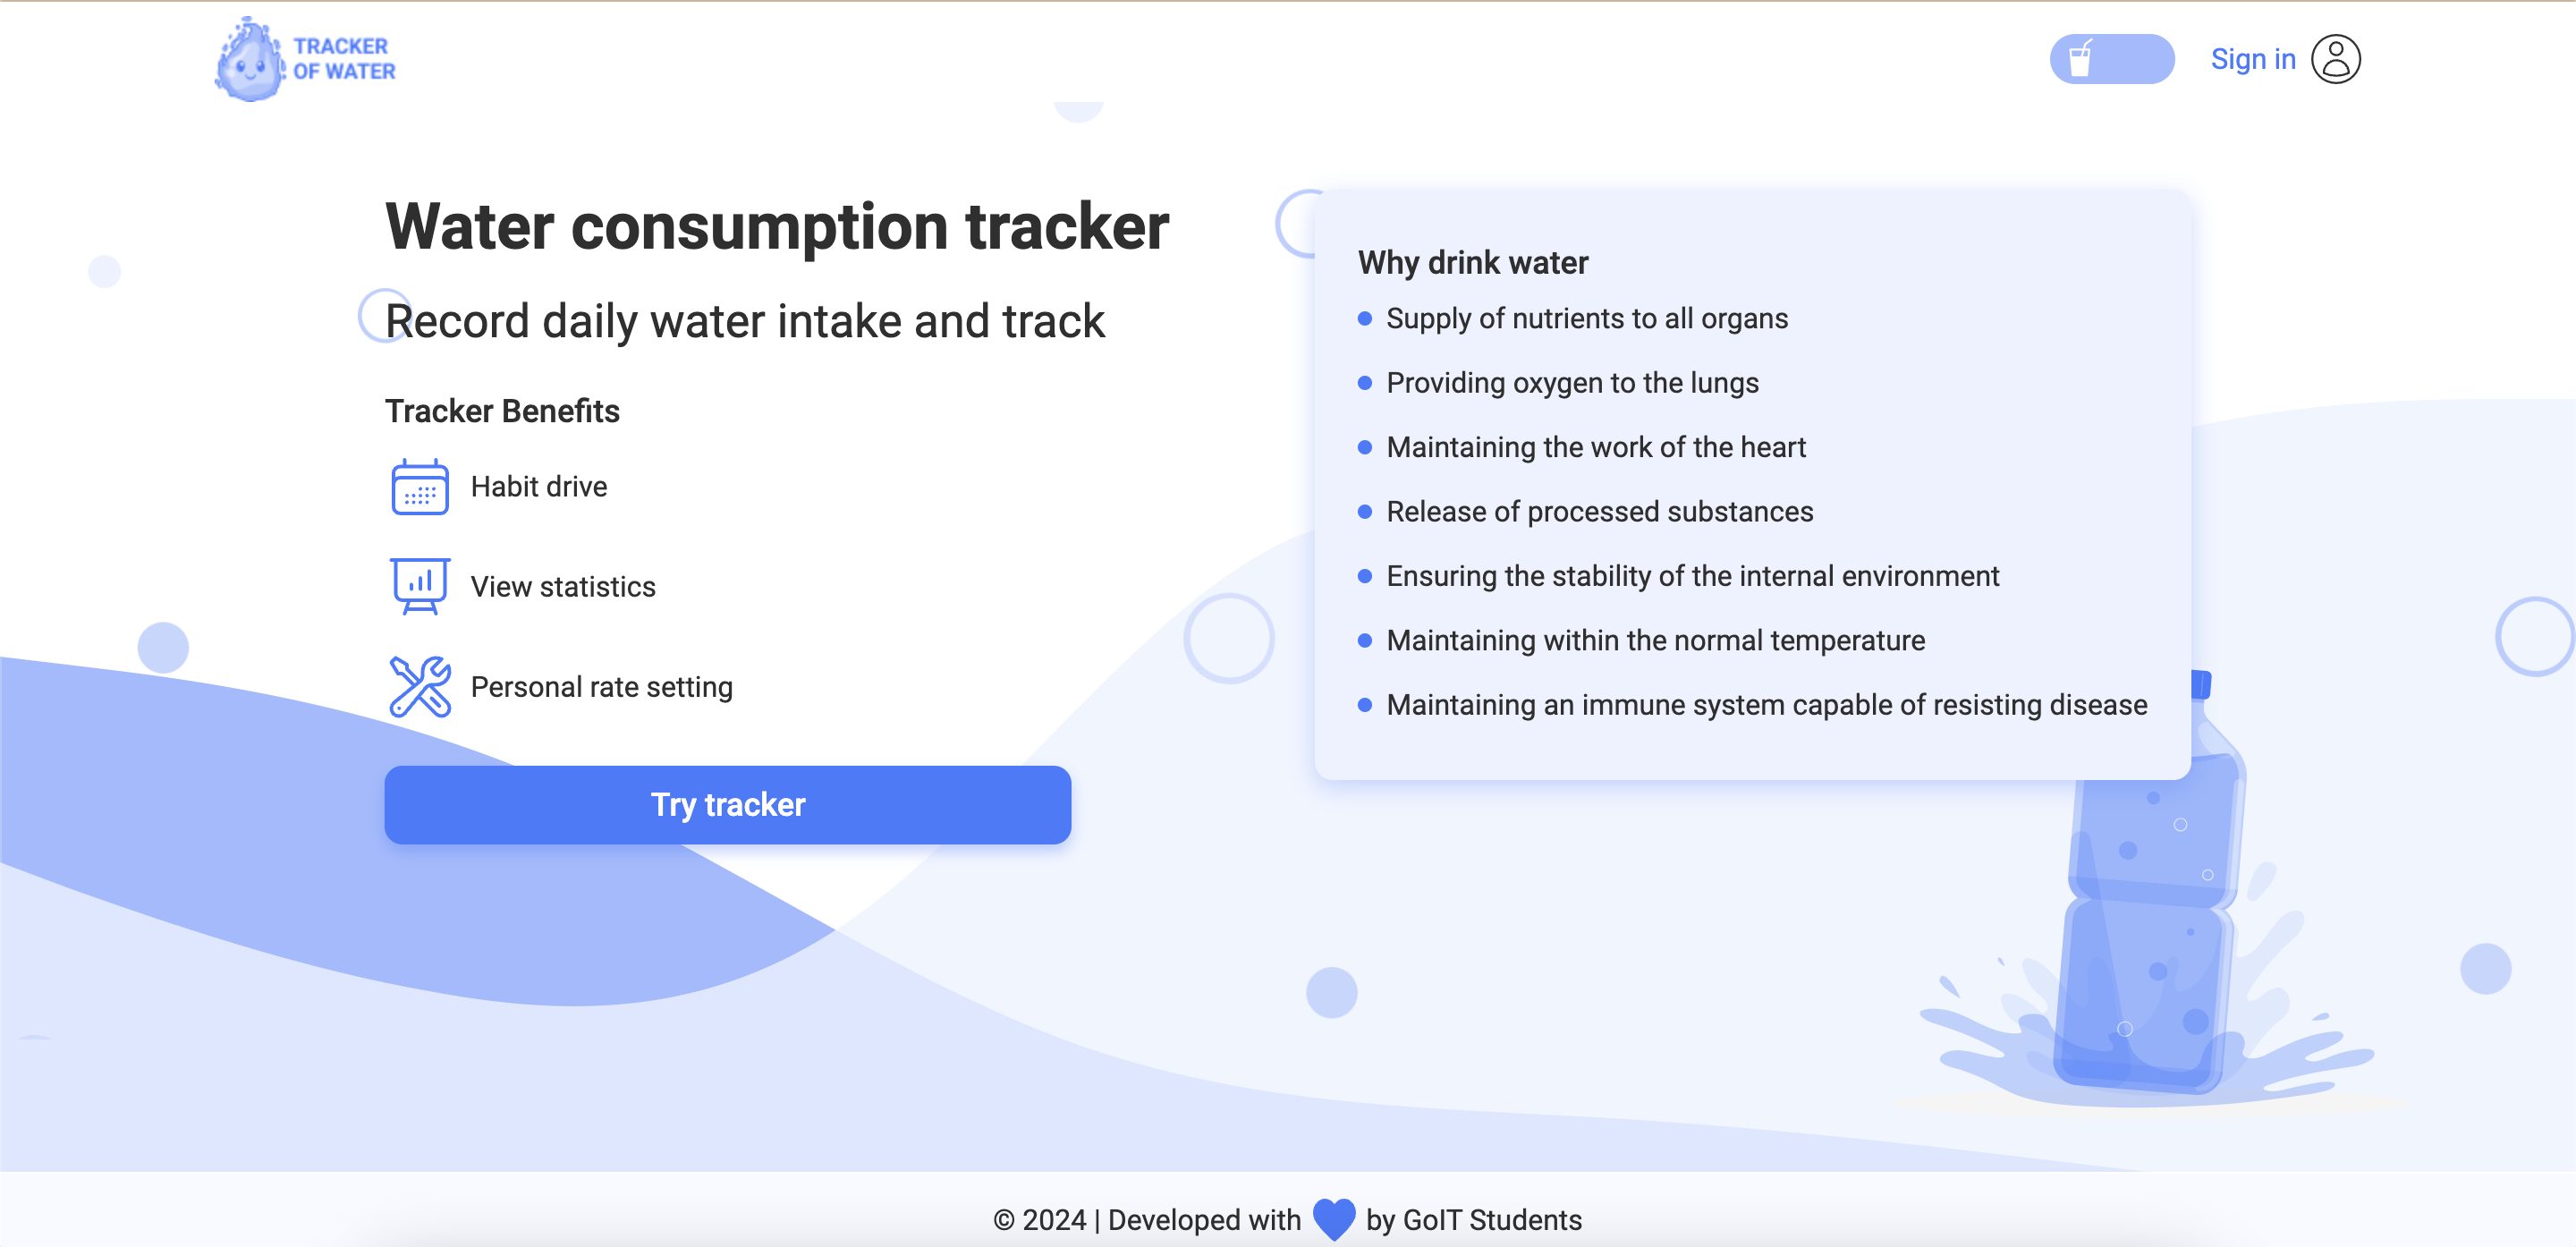 TRACKER
OF WATER
Sign in
Water consumption tracker
Record daily water intake and track
Tracker Benefits
Habit drive
View statistics
Personal rate setting
Try tracker
Why drink water
Supply of nutrients to all organs
Providing oxygen to the lungs
Maintaining the work of the heart
Release of processed substances
Ensuring the stability of the internal environment
Maintaining within the normal temperature
Maintaining an immune system capable of resisting disease
© 2024 | Developed with by GoIT Students